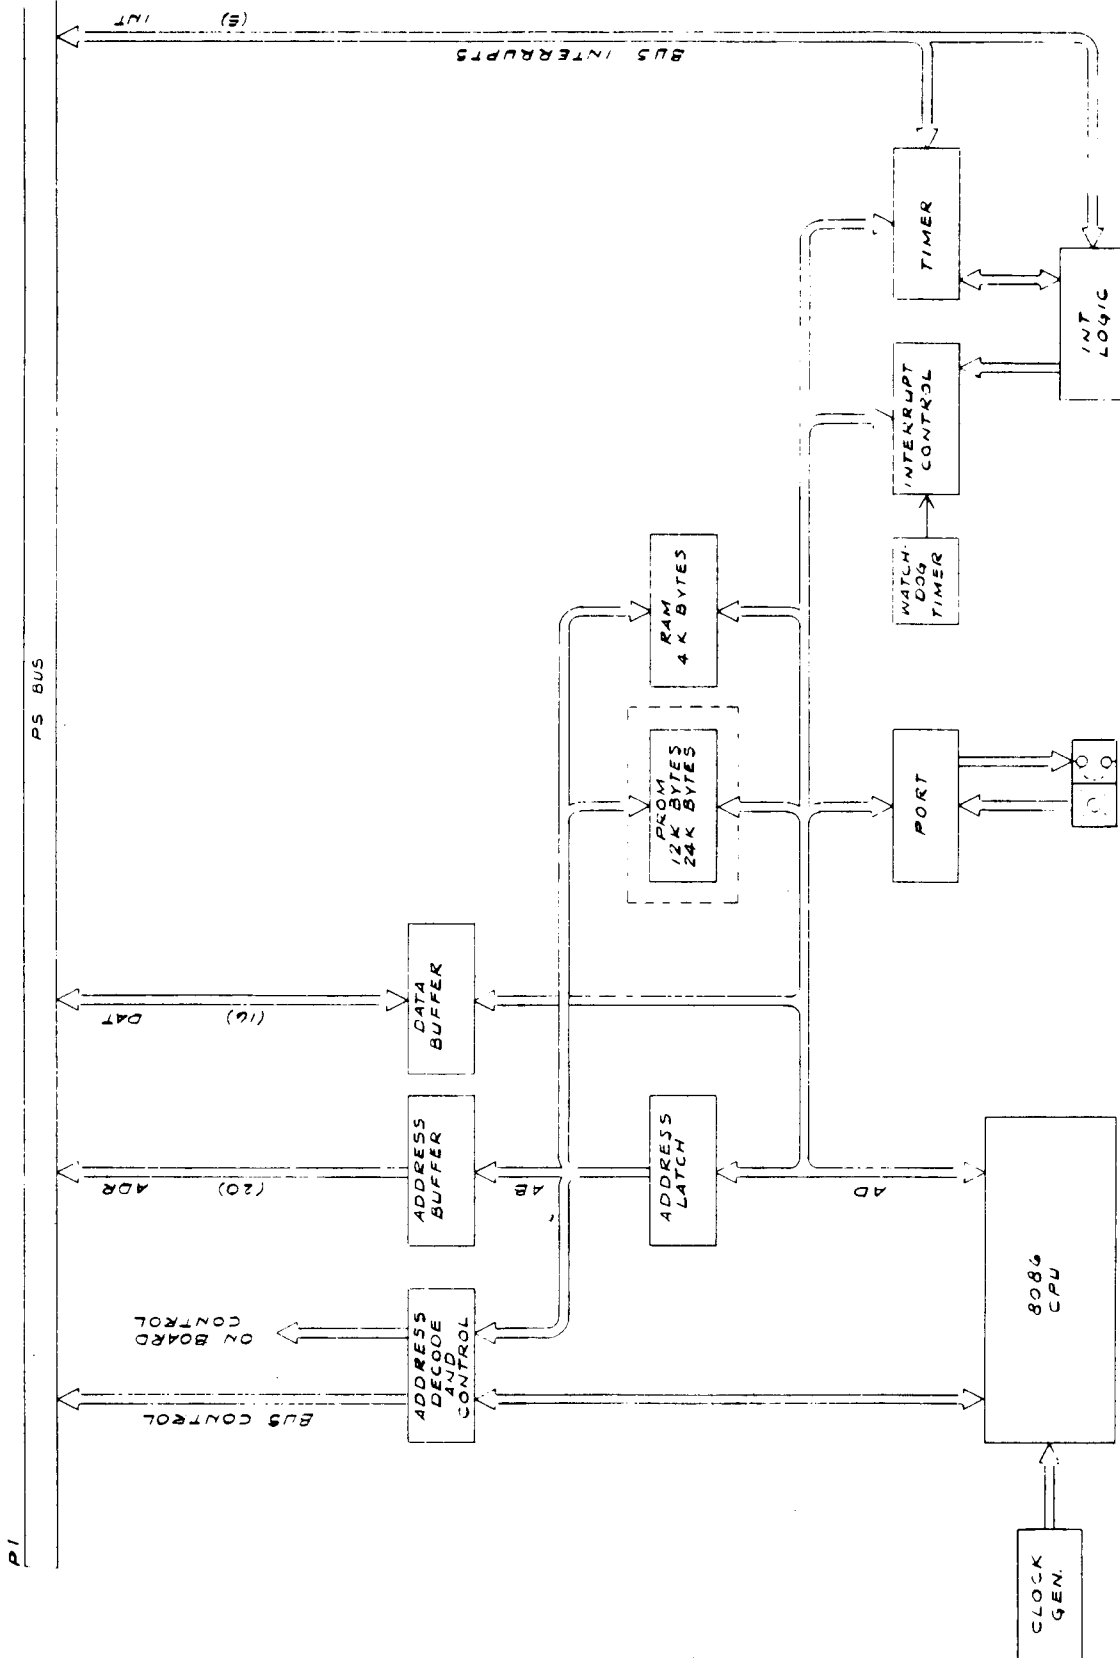 P1
PS BUS
BUS CONTROL
ON BOARD
CONTROL
ADR
(20)
DAT
(16)
INT
BUS INTERRUPTS
ADDRESS
DECODE
AND
CONTROL
ADDRESS
BUFFER
DATA
BUFFER
AB
ADDRESS
LATCH
PROM
12K BYTES
24K BYTES
RAM
4K BYTES
AD
PORT
WATCH-
DOG
TIMER
INTERRUPT
CONTROL
TIMER
INT
LOGIC
8086
CPU
CLOCK
GEN.